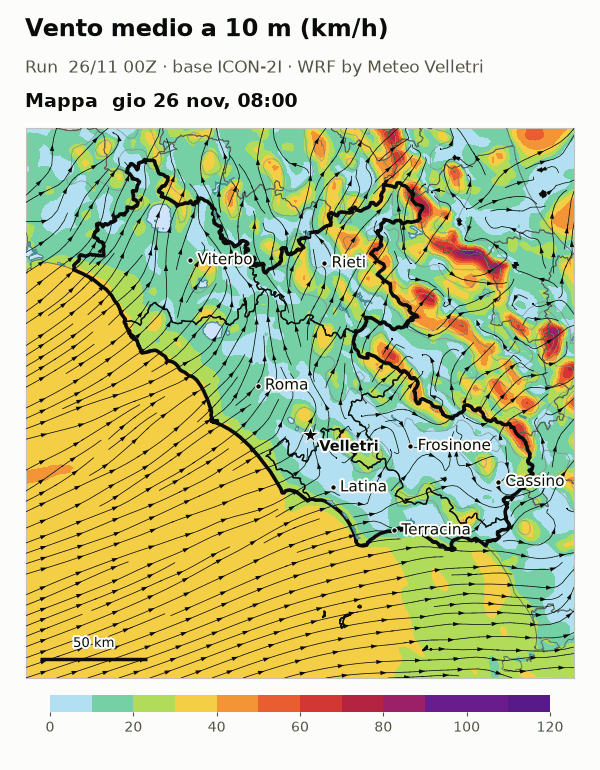 Vento medio a 10 m (km/h)
Run  26/11 00Z · base ICON-2I · WRF by Meteo Velletri
Mappa  gio 26 nov, 08:00
Viterbo
Rieti
Roma
Velletri
Frosinone
Latina
Cassino
Terracina
50 km
0 20 40 60 80 100 120